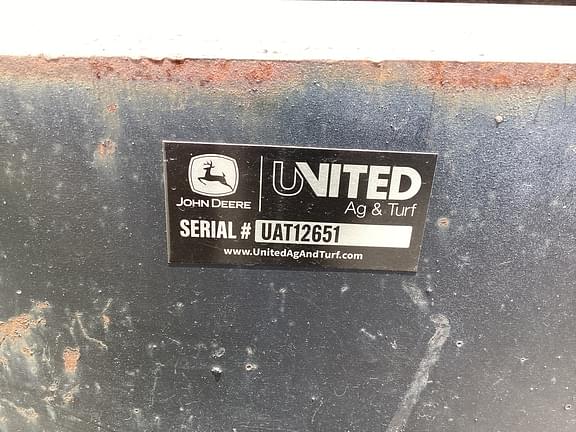 JOHN DEERE
UNITED
Ag & Turf
SERIAL # UAT12651
www.UnitedAgAndTurf.com